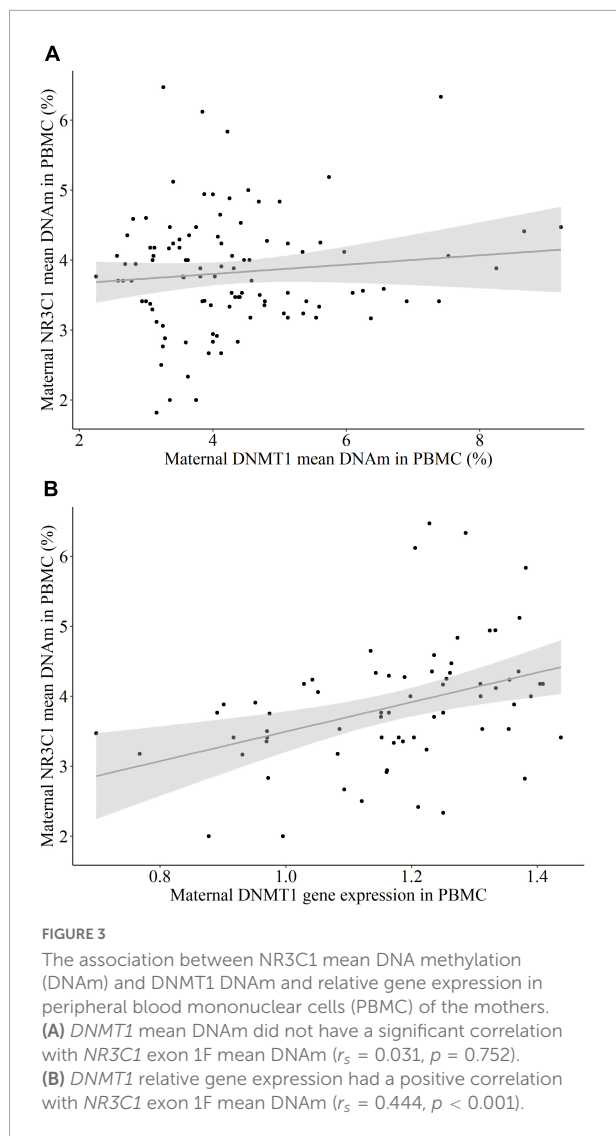 A
Maternal NR3C1 mean DNAm in PBMC (%)
6
5
4
3
2
2 4 6 8
Maternal DNMT1 mean DNAm in PBMC (%)
B
Maternal NR3C1 mean DNAm in PBMC (%)
6
5
4
3
2
0.8 1.0 1.2 1.4
Maternal DNMT1 gene expression in PBMC
FIGURE 3
The association between NR3C1 mean DNA methylation
(DNAm) and DNMT1 DNAm and relative gene expression in
peripheral blood mononuclear cells (PBMC) of the mothers.
(A) DNMT1 mean DNAm did not have a significant correlation
with NR3C1 exon 1F mean DNAm (rs = 0.031, p = 0.752).
(B) DNMT1 relative gene expression had a positive correlation
with NR3C1 exon 1F mean DNAm (rs = 0.444, p < 0.001).